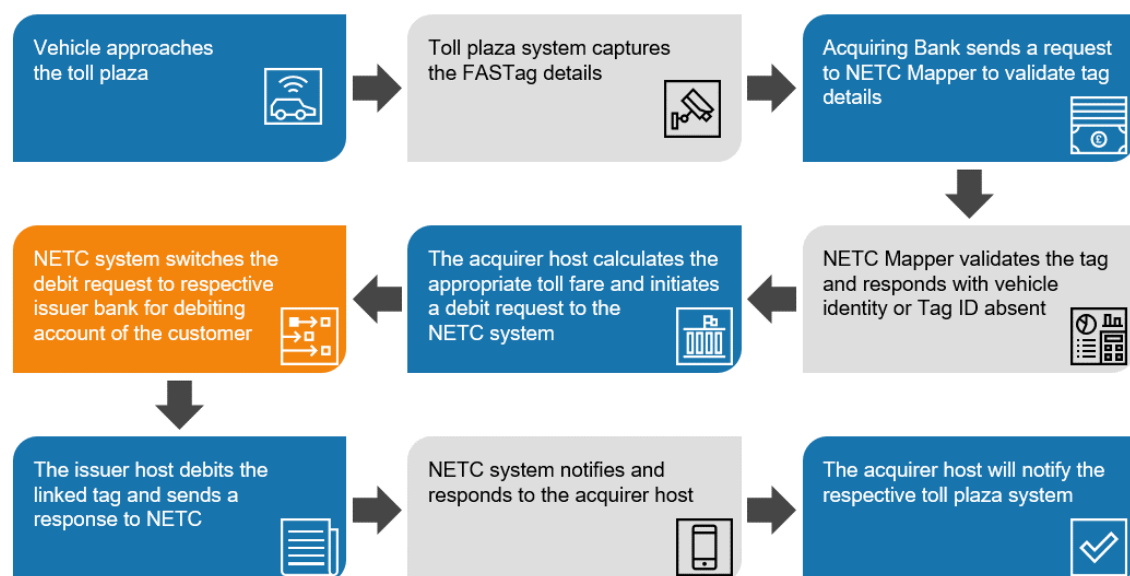 Vehicle approaches
the toll plaza
Toll plaza system captures
the FASTag details
Acquiring Bank sends a request
to NETC Mapper to validate tag
details
NETC Mapper validates the tag
and responds with vehicle
identity or Tag ID absent
The acquirer host calculates the
appropriate toll fare and initiates
a debit request to the
NETC system
NETC system switches the
debit request to respective
issuer bank for debiting
account of the customer
The issuer host debits the
linked tag and sends a
response to NETC
NETC system notifies and
responds to the acquirer host
The acquirer host will notify the
respective toll plaza system